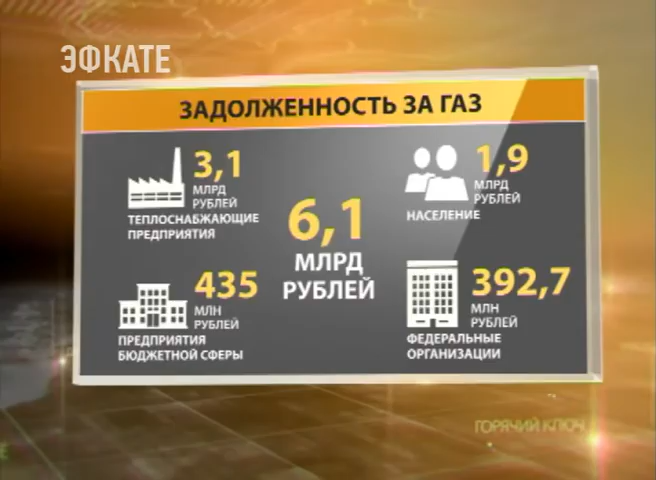 ЭФКАТЕ
ЗАДОЛЖЕННОСТЬ ЗА ГАЗ
3,1
МЛРД
РУБЛЕЙ
ТЕПЛОСНАБЖАЮЩИЕ
ПРЕДПРИЯТИЯ
6,1
МЛРД
РУБЛЕЙ
1,9
МЛРД
РУБЛЕЙ
НАСЕЛЕНИЕ
435
МЛН
РУБЛЕЙ
ПРЕДПРИЯТИЯ
БЮДЖЕТНОЙ СФЕРЫ
392,7
МЛН
РУБЛЕЙ
ФЕДЕРАЛЬНЫЕ
ОРГАНИЗАЦИИ
ГОРЯЧИЙ КЛЮЧ